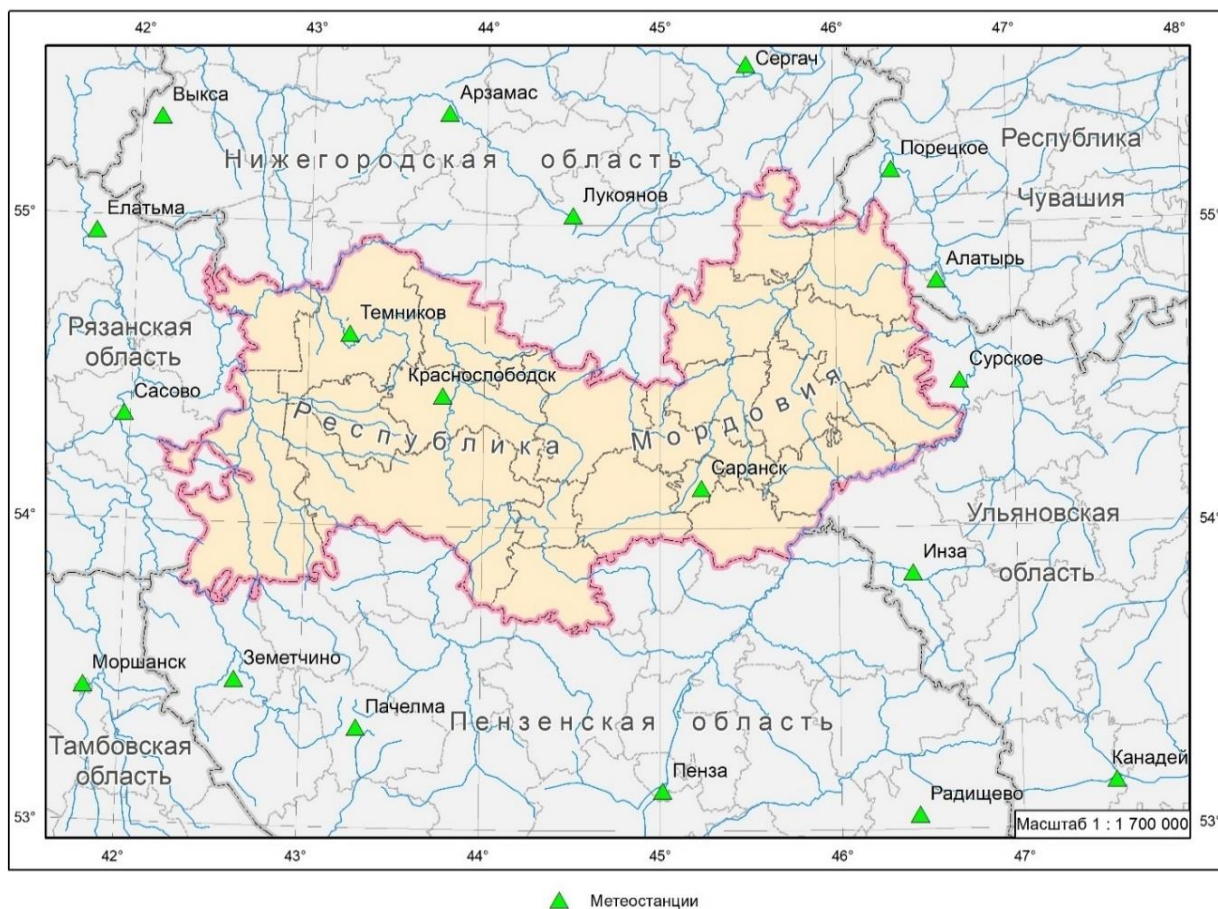 42° 43° 44° 45° 46° 47° 48°
Сергач
Выкса
Арзамас
Республика
Порецкое
Нижегородская область
Чувашия
Елатьма
Лукоянов
55°
55°
Алатырь
Темников
Рязанская
область
Сурское
Краснослободск
Сасово
Республика Мордовия
Саранск
54°
54°
Ульяновская
область
Инза
Моршанск
Земетчино
Пачелма
Пензенская область
Тамбовская
область
Канадей
Пенза
Радищево
53°
53°
Масштаб 1 : 1 700 000
42° 43° 44° 45° 46° 47°
Метеостанции